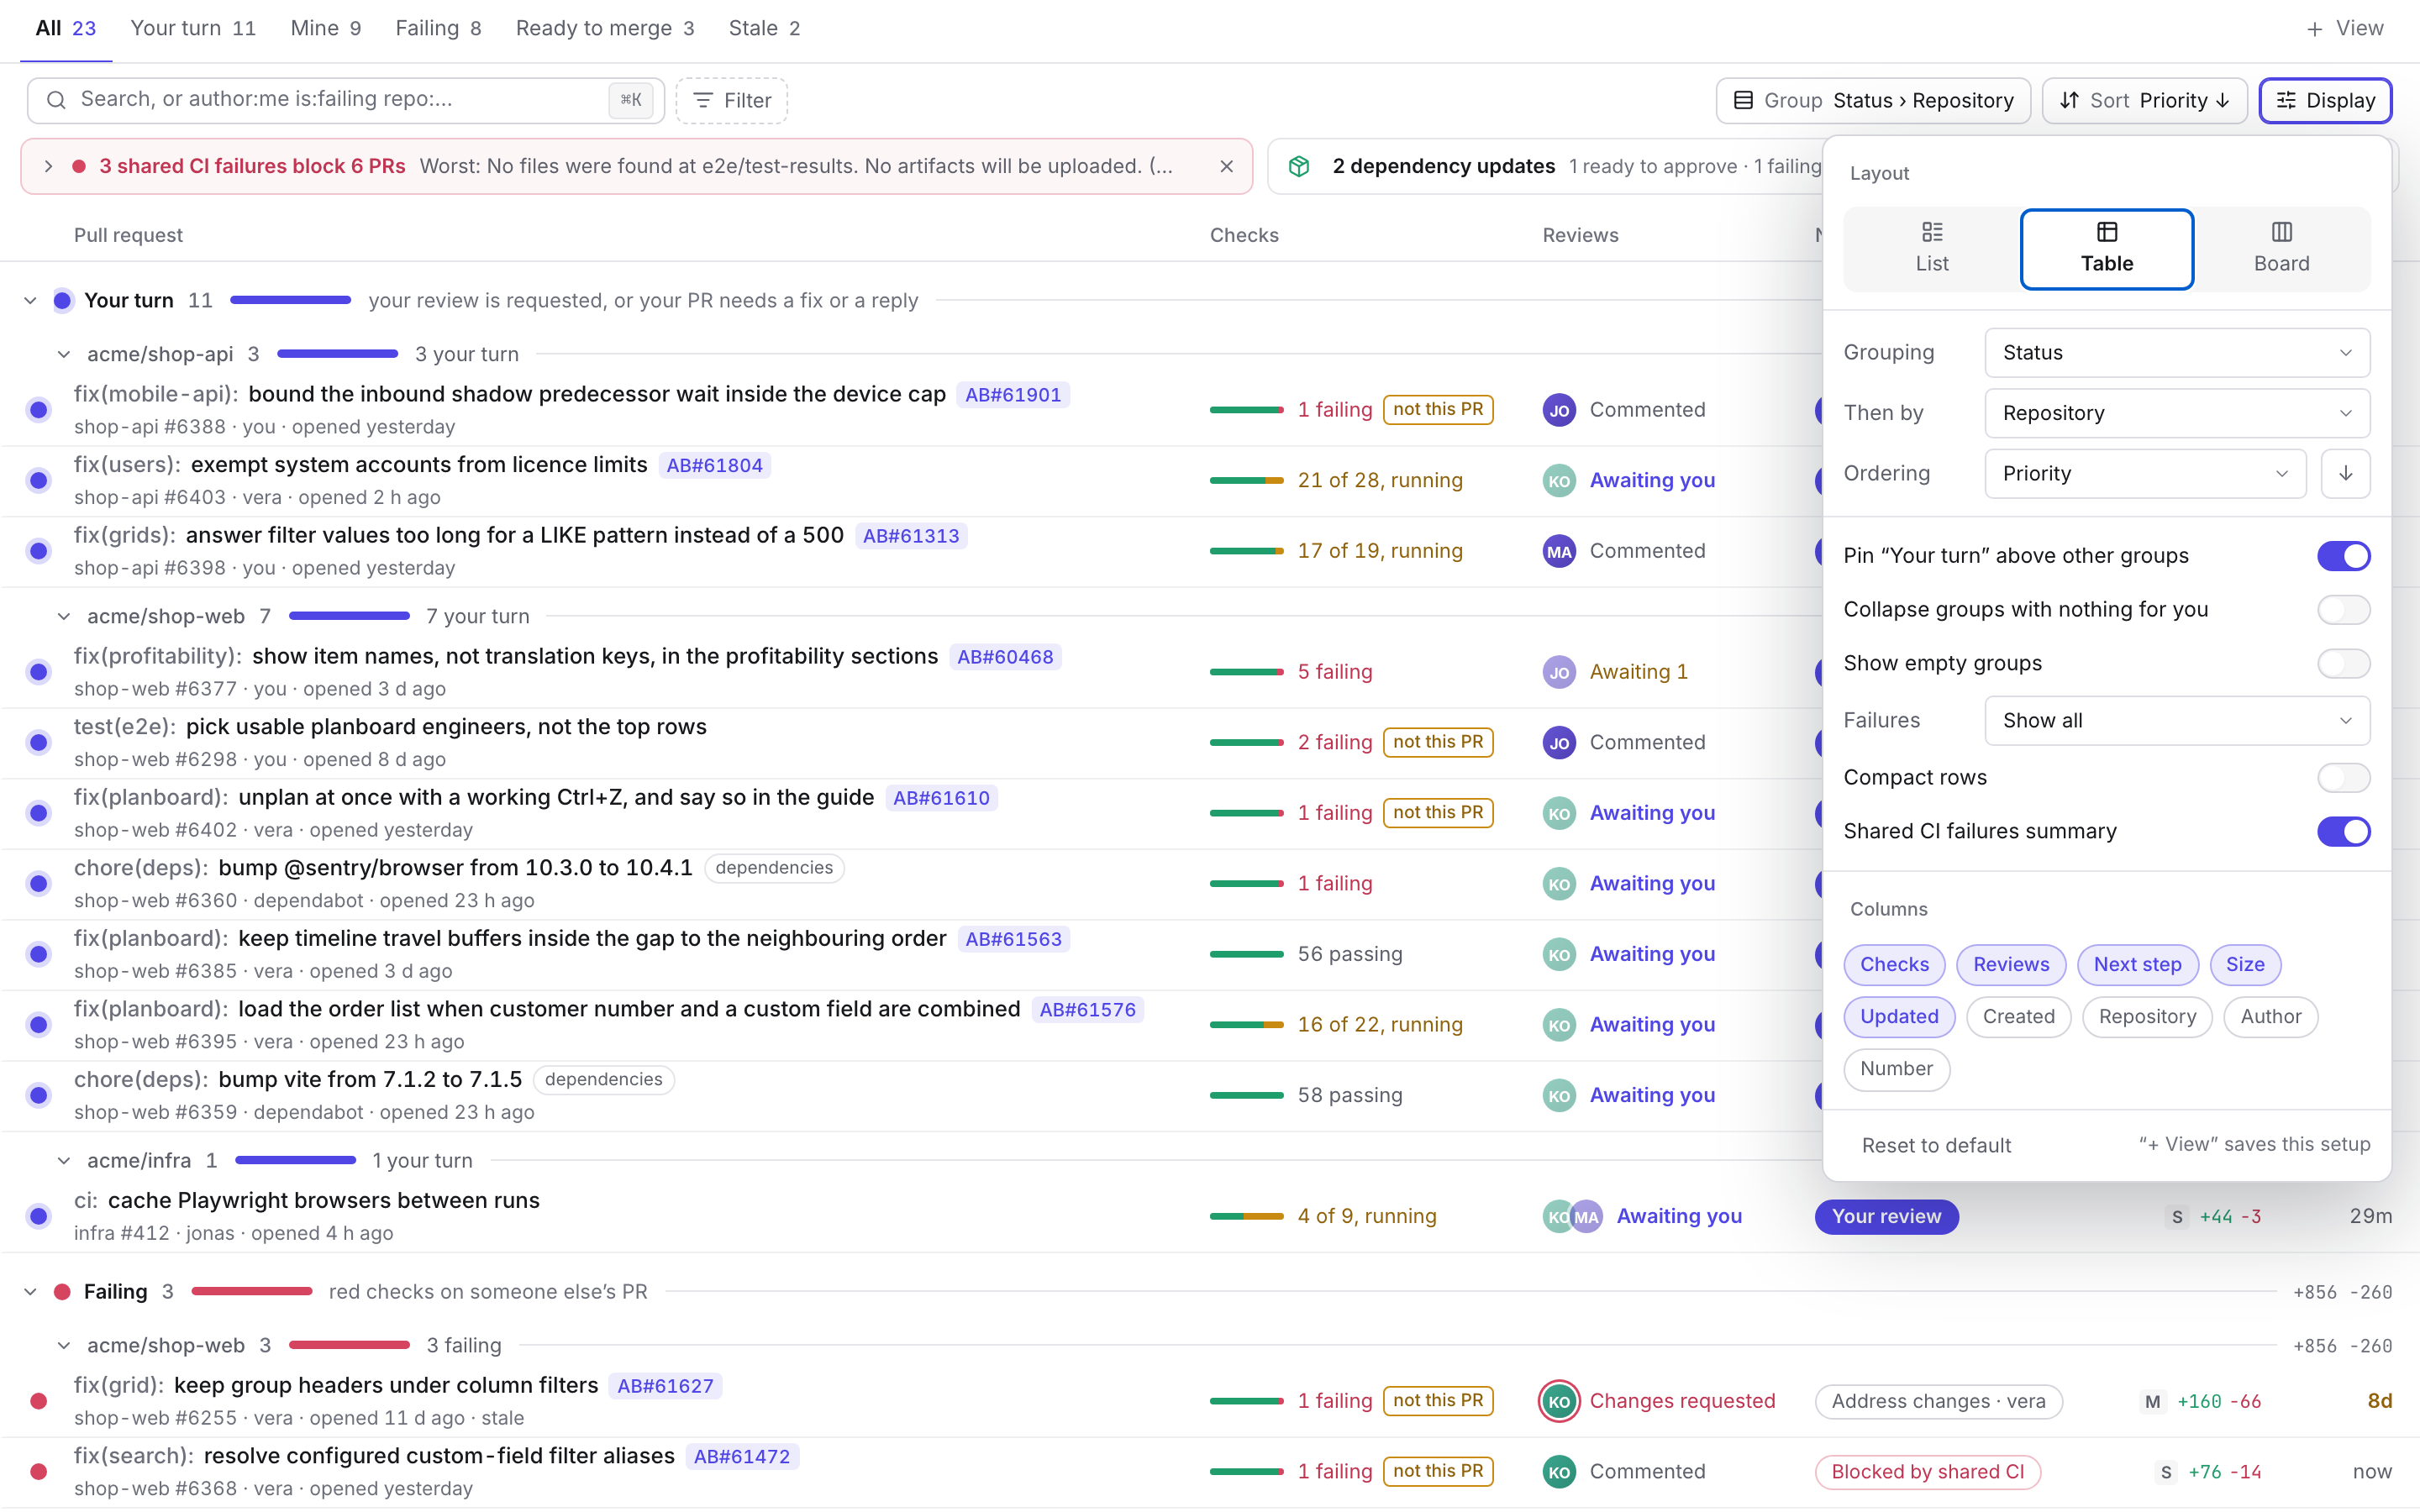 All 23 Your turn 11 Mine 9 Failing 8 Ready to merge 3 Stale 2 + View
Search, or author:me is:failing repo:... ⌘K Filter Group Status › Repository Sort Priority ↓ Display
3 shared CI failures block 6 PRs Worst: No files were found at e2e/test-results. No artifacts will be uploaded. (... 2 dependency updates 1 ready to approve · 1 failing
Pull request Checks Reviews
Your turn 11 your review is requested, or your PR needs a fix or a reply
acme/shop-api 3 3 your turn
fix(mobile-api): bound the inbound shadow predecessor wait inside the device cap AB#61901
shop-api #6388 · you · opened yesterday
1 failing not this PR JO Commented
fix(users): exempt system accounts from licence limits AB#61804
shop-api #6403 · vera · opened 2 h ago
21 of 28, running KO Awaiting you
fix(grids): answer filter values too long for a LIKE pattern instead of a 500 AB#61313
shop-api #6398 · you · opened yesterday
17 of 19, running MA Commented
acme/shop-web 7 7 your turn
fix(profitability): show item names, not translation keys, in the profitability sections AB#60468
shop-web #6377 · you · opened 3 d ago
5 failing JO Awaiting 1
test(e2e): pick usable planboard engineers, not the top rows
shop-web #6298 · you · opened 8 d ago
2 failing not this PR JO Commented
fix(planboard): unplan at once with a working Ctrl+Z, and say so in the guide AB#61610
shop-web #6402 · vera · opened yesterday
1 failing not this PR KO Awaiting you
chore(deps): bump @sentry/browser from 10.3.0 to 10.4.1 dependencies
shop-web #6360 · dependabot · opened 23 h ago
1 failing KO Awaiting you
fix(planboard): keep timeline travel buffers inside the gap to the neighbouring order AB#61563
shop-web #6385 · vera · opened 3 d ago
56 passing KO Awaiting you
fix(planboard): load the order list when customer number and a custom field are combined AB#61576
shop-web #6395 · vera · opened 23 h ago
16 of 22, running KO Awaiting you
chore(deps): bump vite from 7.1.2 to 7.1.5 dependencies
shop-web #6359 · dependabot · opened 23 h ago
58 passing KO Awaiting you
acme/infra 1 1 your turn
ci: cache Playwright browsers between runs
infra #412 · jonas · opened 4 h ago
4 of 9, running KO MA Awaiting you Your review S +44 -3 29m
Failing 3 red checks on someone else’s PR +856 -260
acme/shop-web 3 3 failing +856 -260
fix(grid): keep group headers under column filters AB#61627
shop-web #6255 · vera · opened 11 d ago · stale
1 failing not this PR KO Changes requested Address changes · vera M +160 -66 8d
fix(search): resolve configured custom-field filter aliases AB#61472
shop-web #6368 · vera · opened yesterday
1 failing not this PR KO Commented Blocked by shared CI S +76 -14 now
Layout
List Table Board
Grouping Status
Then by Repository
Ordering Priority ↓
Pin “Your turn” above other groups
Collapse groups with nothing for you
Show empty groups
Failures Show all
Compact rows
Shared CI failures summary
Columns
Checks Reviews Next step Size
Updated Created Repository Author
Number
Reset to default “+ View” saves this setup